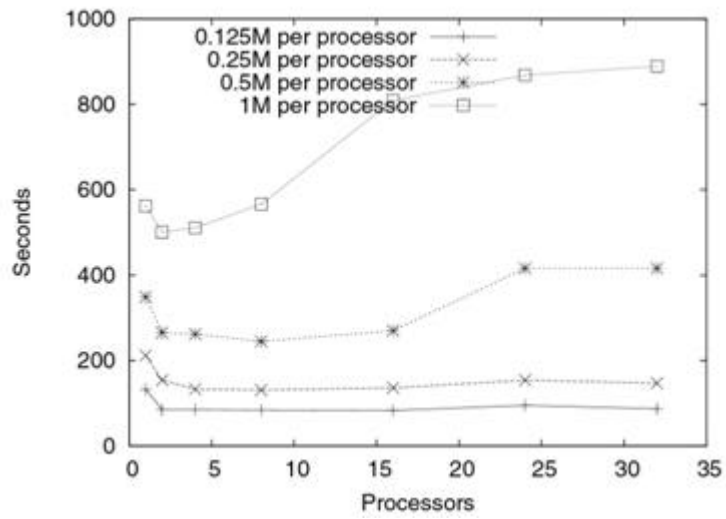 1000
0.125M per processor
0.25M per processor
0.5M per processor
1M per processor
800
600
400
200
0
Seconds
0 5 10 15 20 25 30 35
Processors